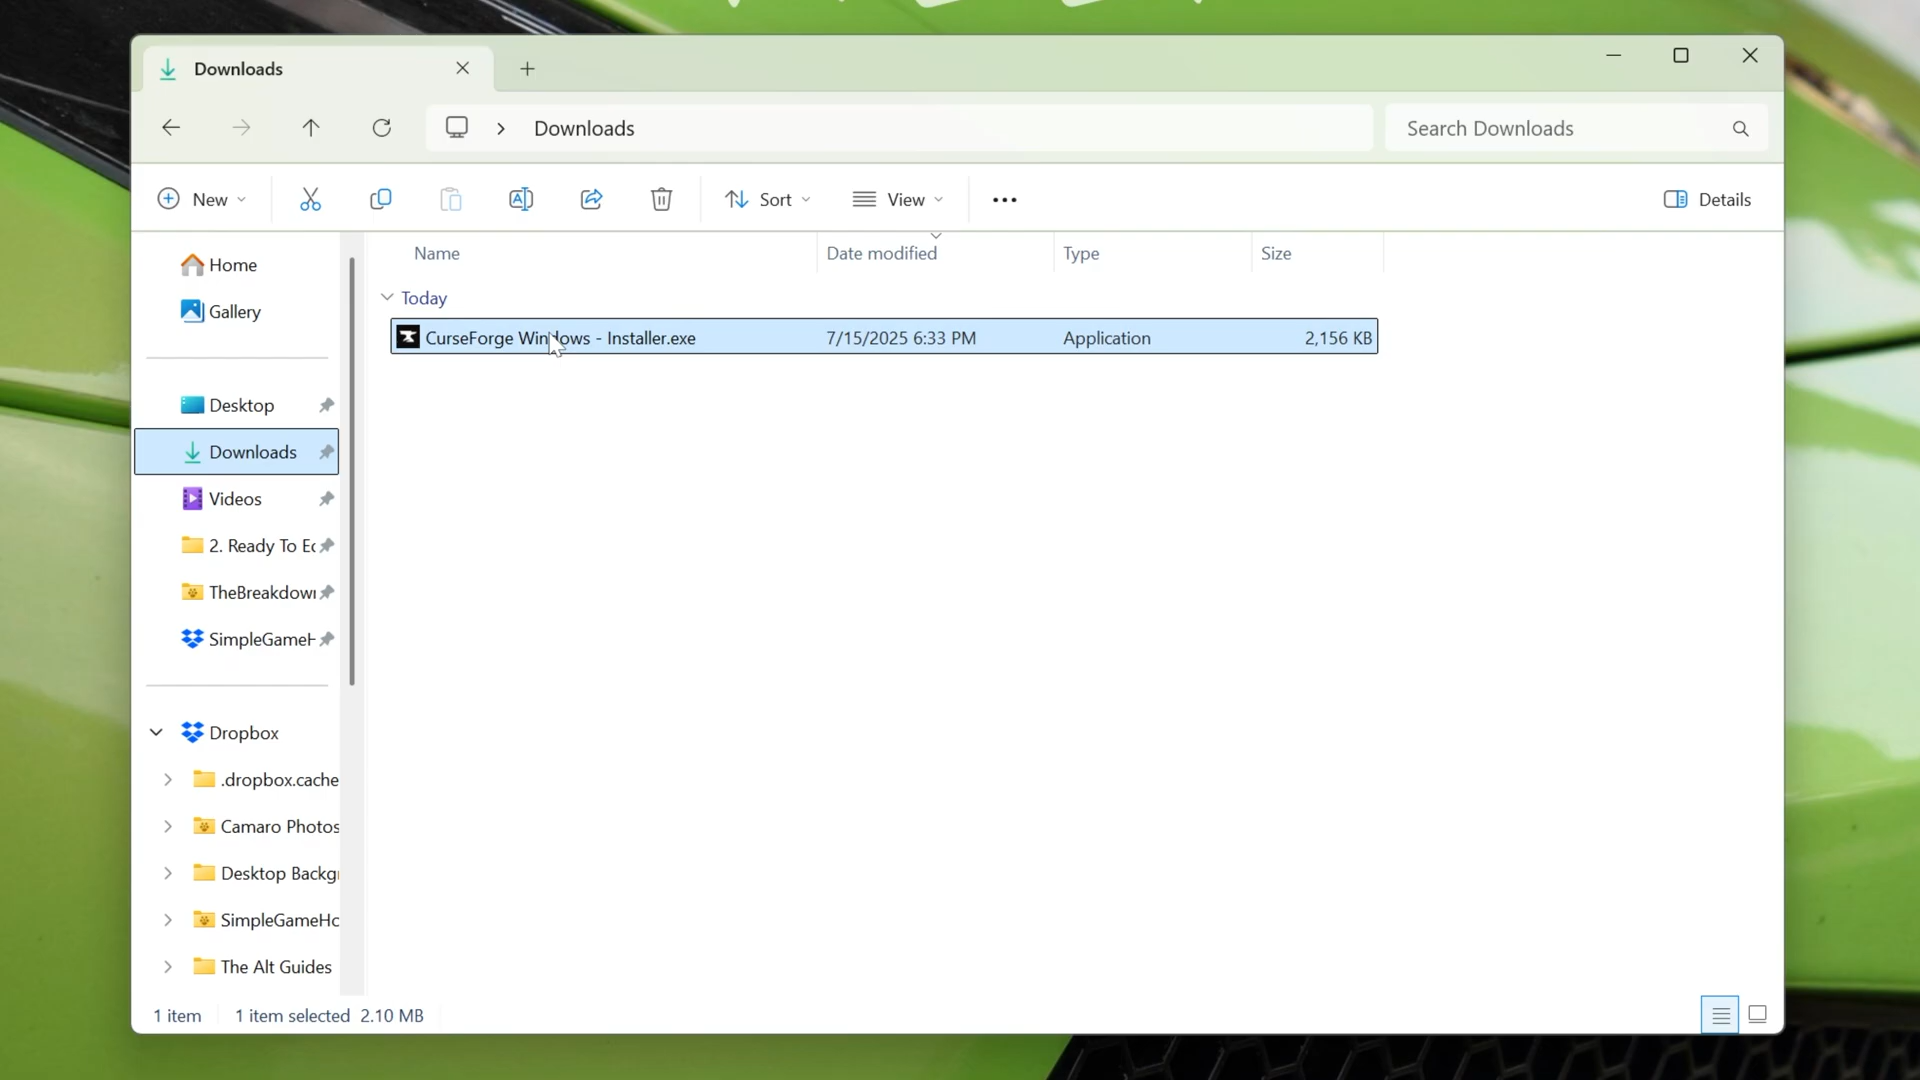 Downloads
Downloads
Search Downloads
New
Sort
View
Details
Name
Date modified
Type
Size
Today
CurseForge Windows - Installer.exe
7/15/2025 6:33 PM
Application
2,156 KB
Home
Gallery
Desktop
Downloads
Videos
2. Ready To Ec
TheBreakdow
SimpleGameH
Dropbox
.dropbox.cache
Camaro Photos
Desktop Backg
SimpleGameHo
The Alt Guides
1 item
1 item selected 2.10 MB